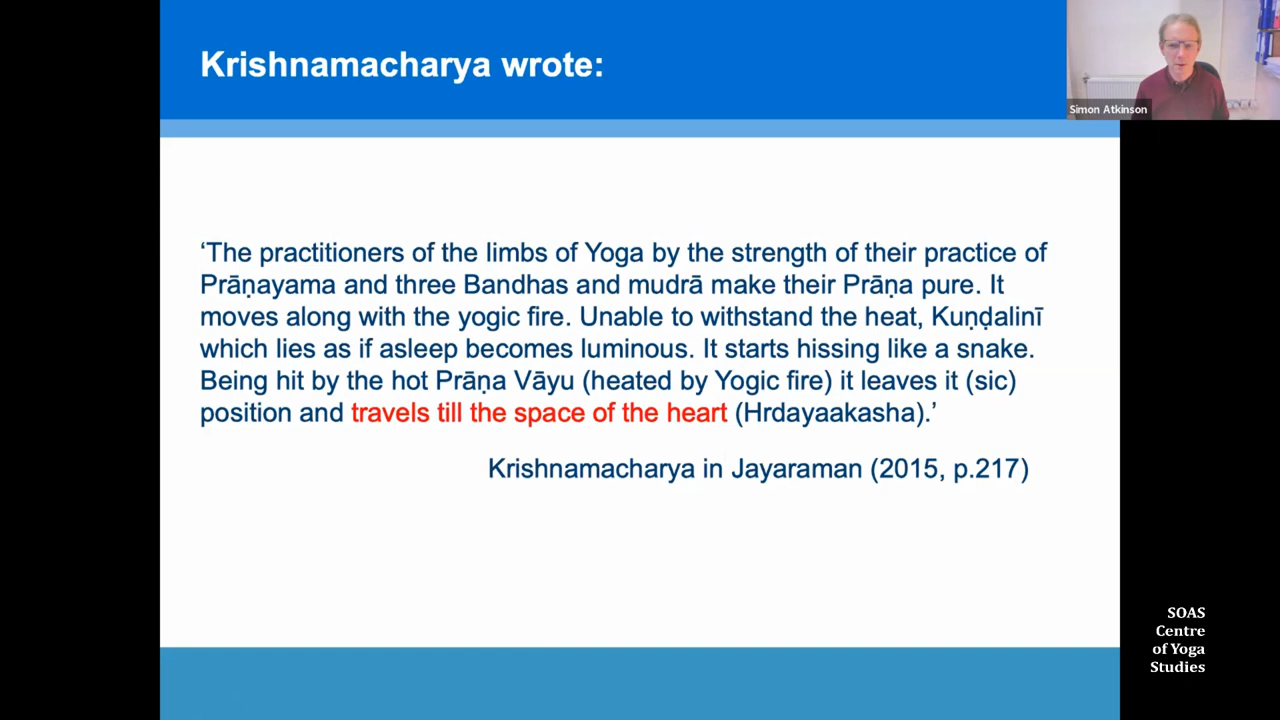 Krishnamacharya wrote:
Simon Atkinson
‘The practitioners of the limbs of Yoga by the strength of their practice of
Prāṇayama and three Bandhas and mudrā make their Prāṇa pure. It
moves along with the yogic fire. Unable to withstand the heat, Kuṇḍalinī
which lies as if asleep becomes luminous. It starts hissing like a snake.
Being hit by the hot Prāṇa Vāyu (heated by Yogic fire) it leaves it (sic)
position and travels till the space of the heart (Hrdayaakasha).’
Krishnamacharya in Jayaraman (2015, p.217)
SOAS
Centre
of Yoga
Studies